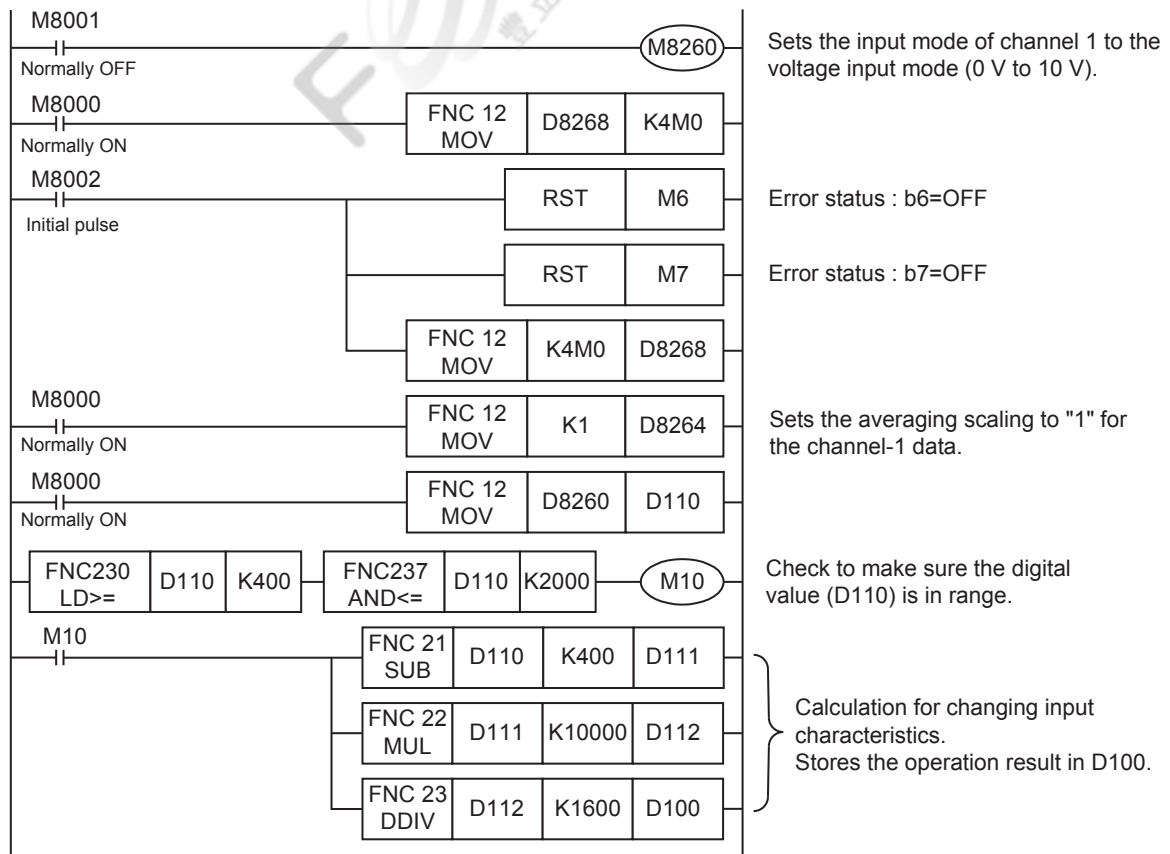 M8001
M8260
Normally OFF
Sets the input mode of channel 1 to the
voltage input mode (0 V to 10 V).
M8000
FNC 12
MOV
D8268
K4M0
Normally ON
M8002
RST
M6
Error status : b6=OFF
Initial pulse
RST
M7
Error status : b7=OFF
FNC 12
MOV
K4M0
D8268
M8000
FNC 12
MOV
K1
D8264
Normally ON
Sets the averaging scaling to "1" for
the channel-1 data.
M8000
FNC 12
MOV
D8260
D110
Normally ON
FNC230
LD>=
D110
K400
FNC237
AND<=
D110
K2000
M10
Check to make sure the digital
value (D110) is in range.
M10
FNC 21
SUB
D110
K400
D111
FNC 22
MUL
D111
K10000
D112
FNC 23
DDIV
D112
K1600
D100
Calculation for changing input
characteristics.
Stores the operation result in D100.